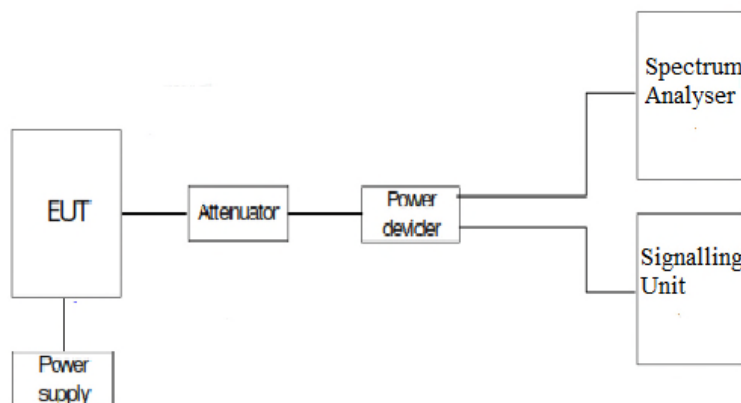 Spectrum
Analyser
EUT
Attenuator
Power
devider
Signalling
Unit
Power
supply